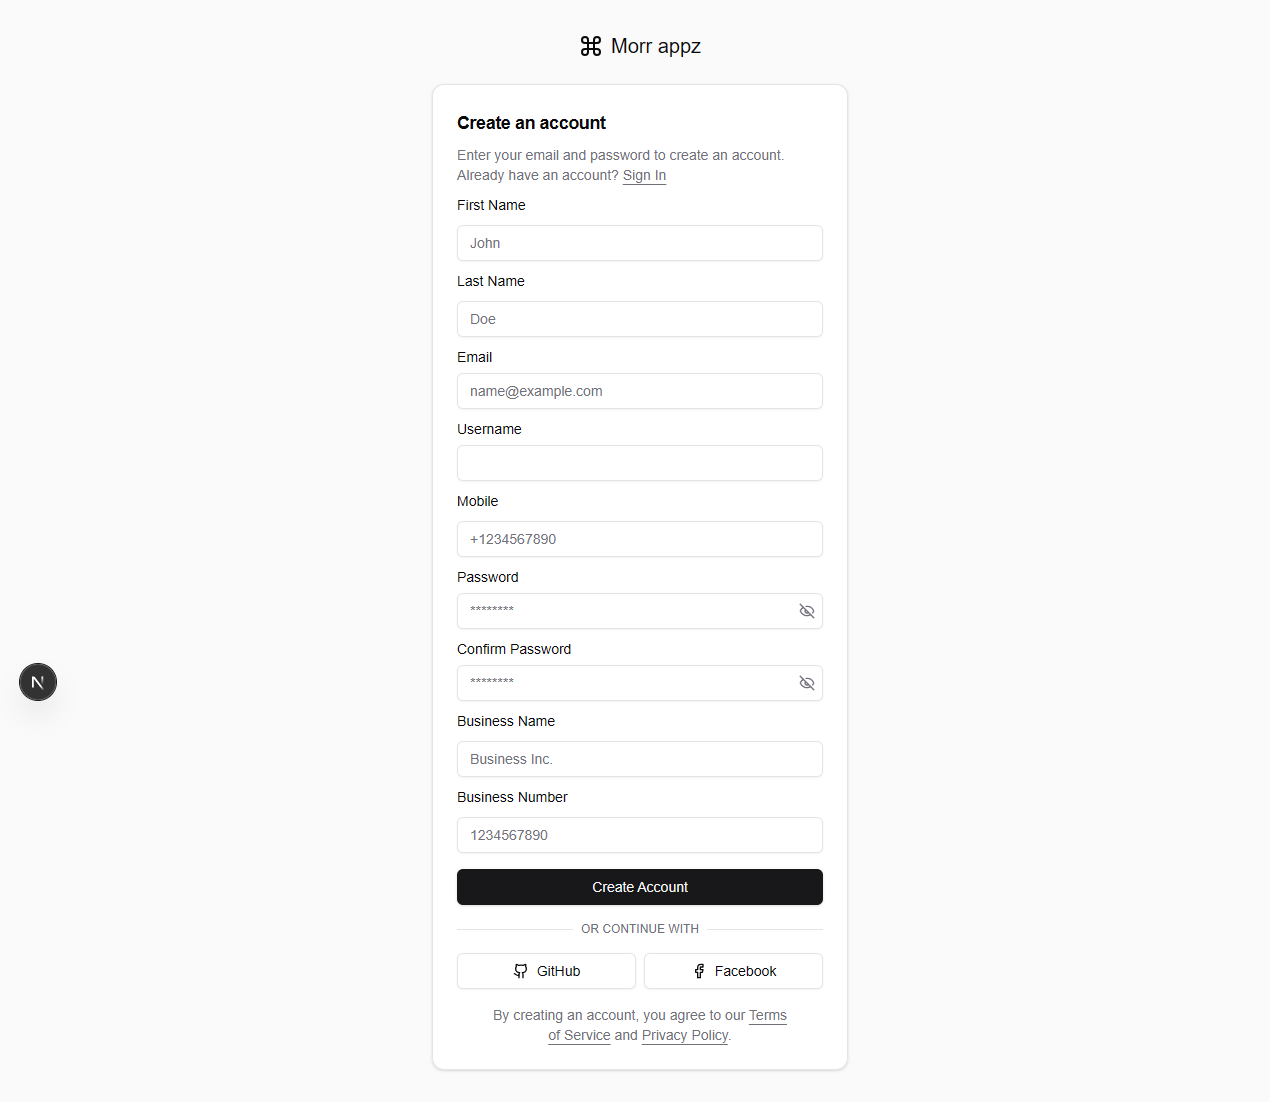 Morr appz
Create an account
Enter your email and password to create an account.
Already have an account? Sign In
First Name
John
Last Name
Doe
Email
name@example.com
Username
Mobile
+1234567890
Password
********
Confirm Password
********
Business Name
Business Inc.
Business Number
1234567890
Create Account
OR CONTINUE WITH
GitHub
Facebook
By creating an account, you agree to our Terms
of Service and Privacy Policy.
N